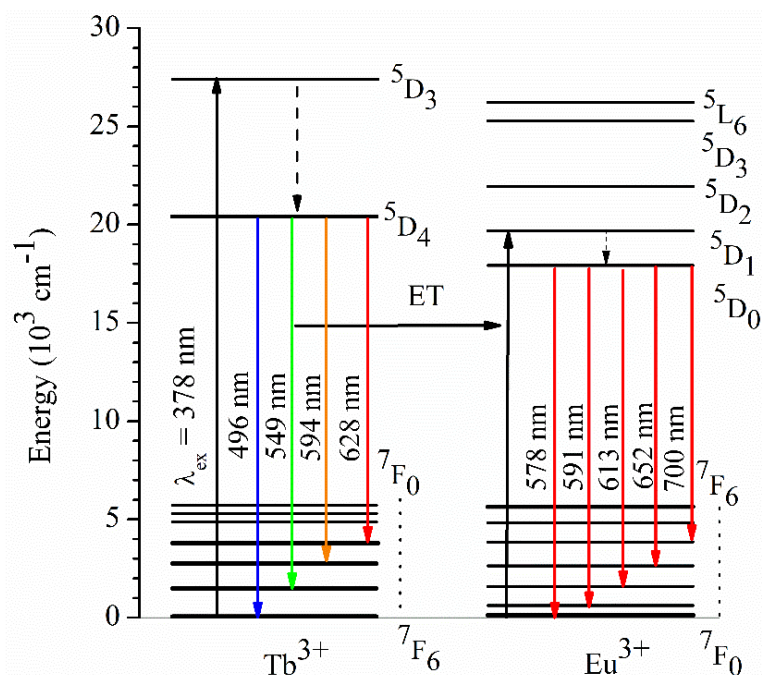 Energy (10³ cm⁻¹)
30
25
20
15
10
5
0
⁵D₃
⁵D₄
λₑₓ = 378 nm
496 nm
549 nm
594 nm
628 nm
⁷F₀
⁷F₆
Tb³⁺
ET
⁵L₆
⁵D₃
⁵D₂
⁵D₁
⁵D₀
578 nm
591 nm
613 nm
652 nm
700 nm
⁷F₆
⁷F₀
Eu³⁺